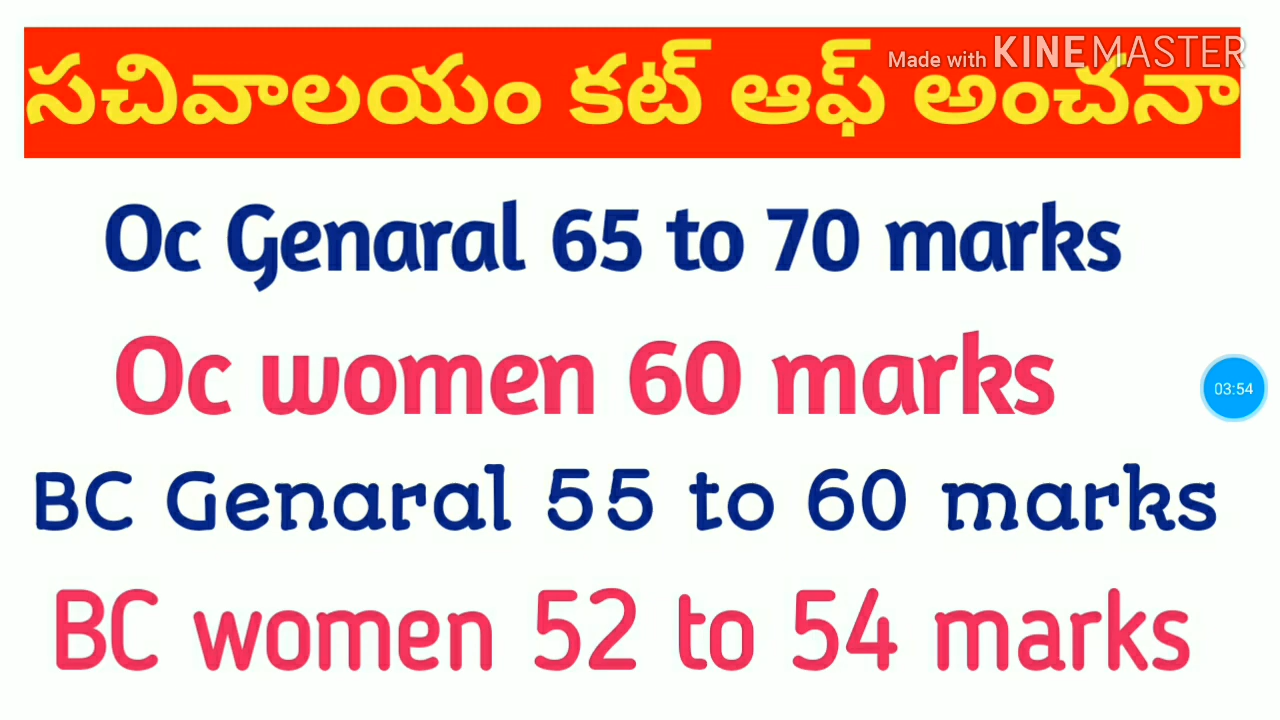 Made with KINEMASTER
సచివాలయం కట్ ఆఫ్ అంచనా
Oc Genaral 65 to 70 marks
Oc women 60 marks
03:54
BC Genaral 55 to 60 marks
BC women 52 to 54 marks